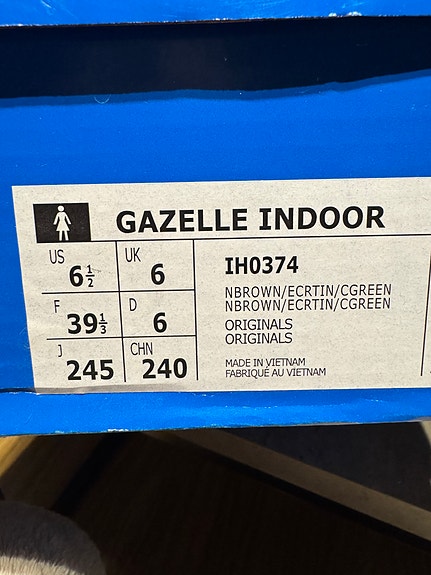 GAZELLE INDOOR
US 6½ UK 6
F 39⅓ D 6
J 245 CHN 240
IH0374
NBROWN/ECRTIN/CGREEN
NBROWN/ECRTIN/CGREEN
ORIGINALS
ORIGINALS
MADE IN VIETNAM
FABRIQUÉ AU VIETNAM